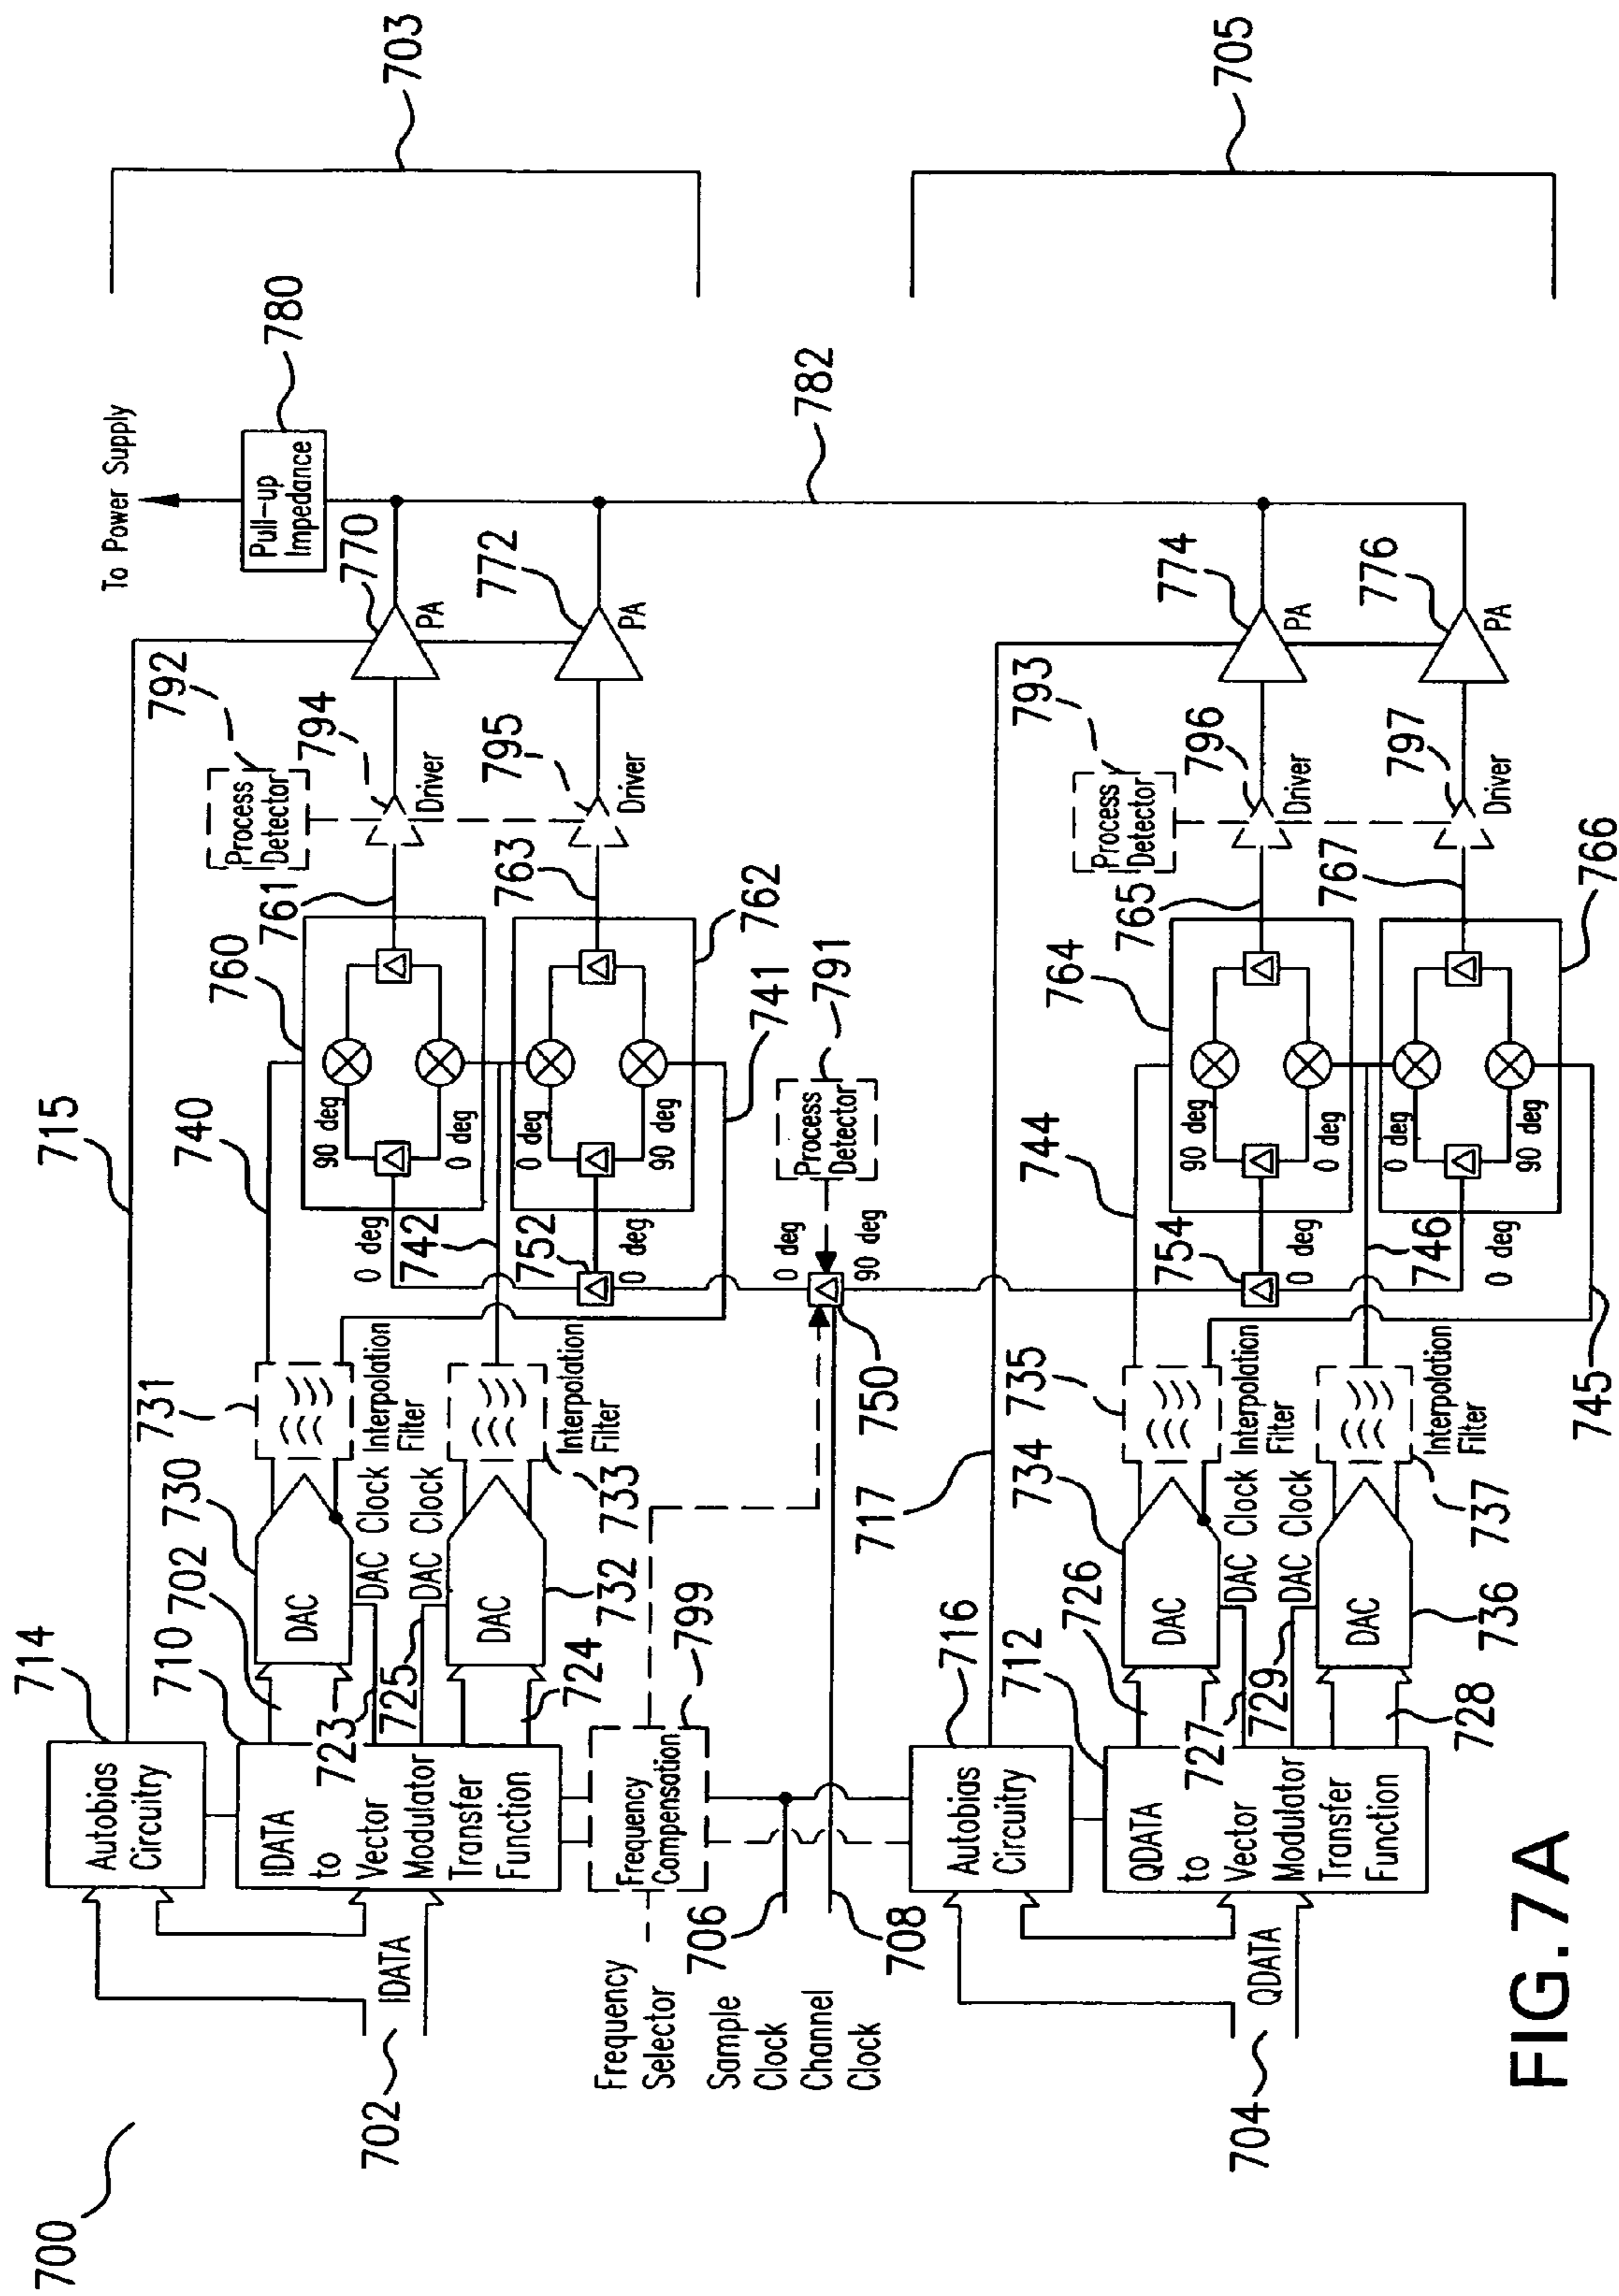 700
702
IDATA
714
Autobias
Circuitry
715
710
IDATA
to
Vector
Modulator
Transfer
Function
702
723
725
724
730
DAC
DAC Clock
DAC Clock
732
DAC
731
Interpolation
Filter
733
Interpolation
Filter
740
742
741
752
0 deg
0 deg
760
90 deg
0 deg
762
0 deg
90 deg
761
763
792
Process
Detector
794
Driver
795
Driver
770
PA
772
PA
To Power Supply
780
Pull-up
Impedance
782
703
Frequency
Selector
Frequency
Compensation
799
Sample
Clock
706
Channel
Clock
708
750
0 deg
90 deg
791
Process
Detector
704
QDATA
716
Autobias
Circuitry
717
712
QDATA
to
Vector
Modulator
Transfer
Function
726
727
729
728
734
DAC
DAC Clock
DAC Clock
736
DAC
735
Interpolation
Filter
737
Interpolation
Filter
744
746
745
754
0 deg
0 deg
764
90 deg
0 deg
766
0 deg
90 deg
765
767
793
Process
Detector
796
Driver
797
Driver
774
PA
776
PA
705
FIG.7A